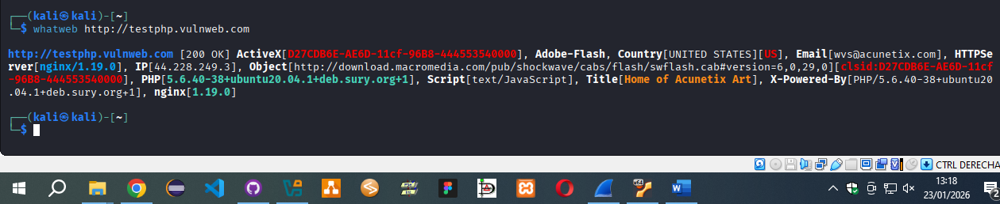 ┌──(kali㉿kali)-[~]
└─$ whatweb http://testphp.vulnweb.com
http://testphp.vulnweb.com [200 OK] ActiveX[D27CDB6E-AE6D-11cf-96B8-444553540000], Adobe-Flash, Country[UNITED STATES][US], Email[wvs@acunetix.com], HTTPSe
rver[nginx/1.19.0], IP[44.228.249.3], Object[http://download.macromedia.com/pub/shockwave/cabs/flash/swflash.cab#version=6,0,29,0][clsid:D27CDB6E-AE6D-11cf
-96B8-444553540000], PHP[5.6.40-38+ubuntu20.04.1+deb.sury.org+1], Script[text/JavaScript], Title[Home of Acunetix Art], X-Powered-By[PHP/5.6.40-38+ubuntu20
.04.1+deb.sury.org+1], nginx[1.19.0]
┌──(kali㉿kali)-[~]
└─$
CTRL DERECHA
13:18
23/01/2026
2